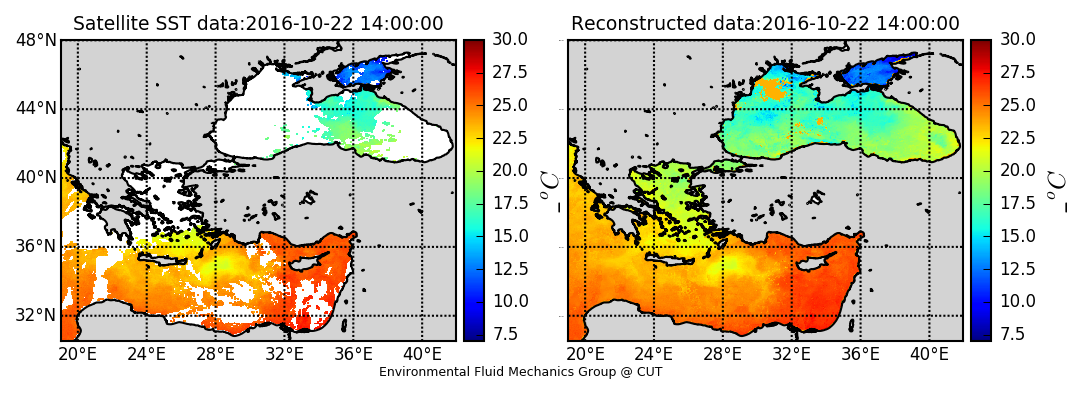 Satellite SST data:2016-10-22 14:00:00
48°N
44°N
40°N
36°N
32°N
20°E 24°E 28°E 32°E 36°E 40°E
30.0
27.5
25.0
22.5
20.0
17.5
15.0
12.5
10.0
7.5
_ °C
Reconstructed data:2016-10-22 14:00:00
20°E 24°E 28°E 32°E 36°E 40°E
30.0
27.5
25.0
22.5
20.0
17.5
15.0
12.5
10.0
7.5
_ °C
Environmental Fluid Mechanics Group @ CUT